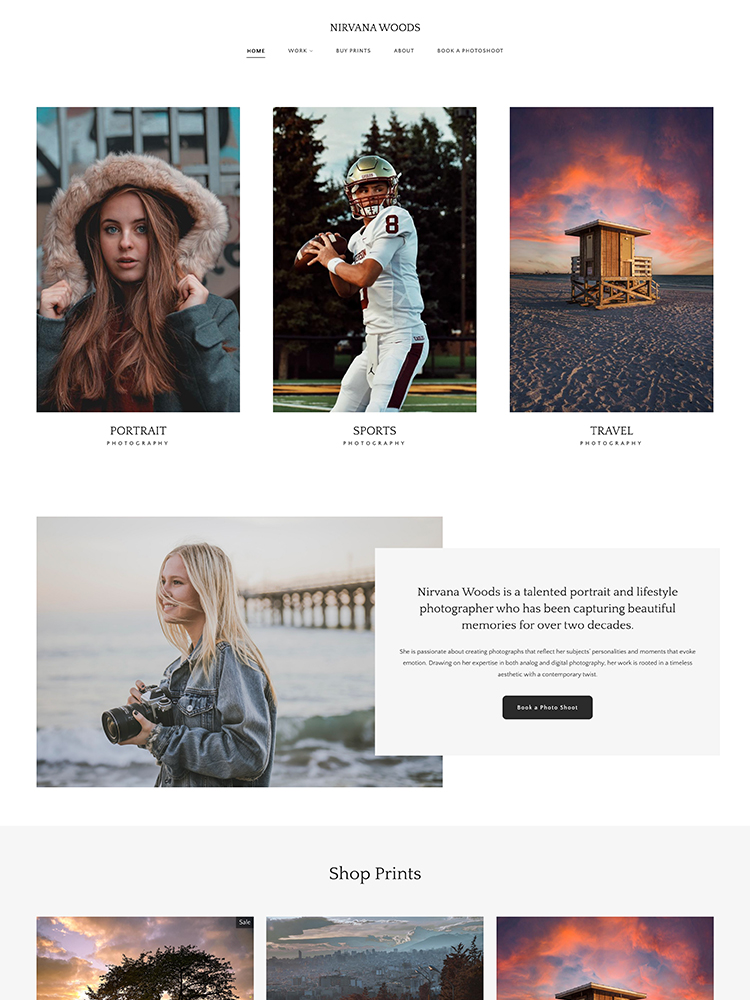 NIRVANA WOODS
HOME WORK BUY PRINTS ABOUT BOOK A PHOTOSHOOT
8
PORTRAIT SPORTS TRAVEL
PHOTOGRAPHY PHOTOGRAPHY PHOTOGRAPHY
Nirvana Woods is a talented portrait and lifestyle
photographer who has been capturing beautiful
memories for over two decades.
She is passionate about creating photographs that reflect her subjects' personalities and moments that evoke
emotion. Drawing on her expertise in both analog and digital photography, her work is rooted in a timeless
aesthetic with a contemporary twist.
Book a Photo Shoot
Shop Prints
Sale